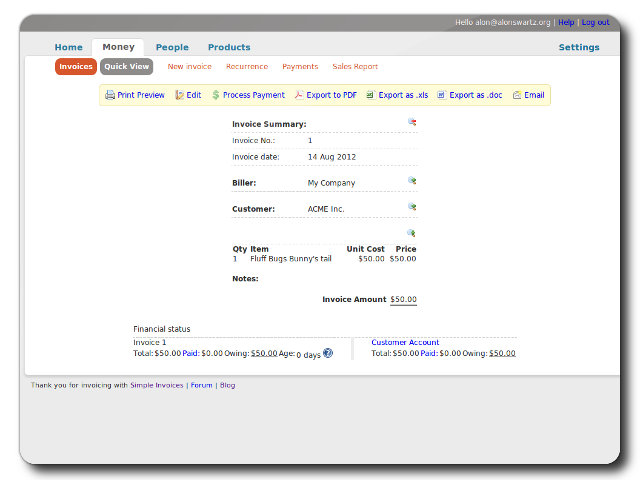 Hello alon@alonswartz.org | Help | Log out
Home Money People Products Settings
Invoices Quick View New invoice Recurrence Payments Sales Report
Print Preview Edit Process Payment Export to PDF Export as .xls Export as .doc Email
Invoice Summary:
Invoice No.: 1
Invoice date: 14 Aug 2012
Biller: My Company
Customer: ACME Inc.
Qty Item Unit Cost Price
1 Fluff Bugs Bunny's tail $50.00 $50.00
Notes:
Invoice Amount $50.00
Financial status
Invoice 1 Customer Account
Total: $50.00 Paid: $0.00 Owing: $50.00 Age: 0 days Total: $50.00 Paid: $0.00 Owing: $50.00
Thank you for invoicing with Simple Invoices | Forum | Blog